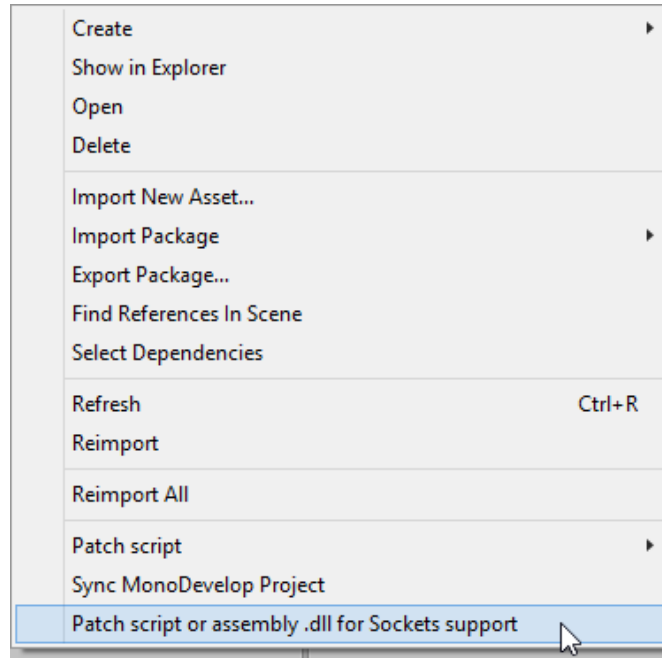 Create
Show in Explorer
Open
Delete
Import New Asset...
Import Package
Export Package...
Find References In Scene
Select Dependencies
Refresh Ctrl+R
Reimport
Reimport All
Patch script
Sync MonoDevelop Project
Patch script or assembly .dll for Sockets support